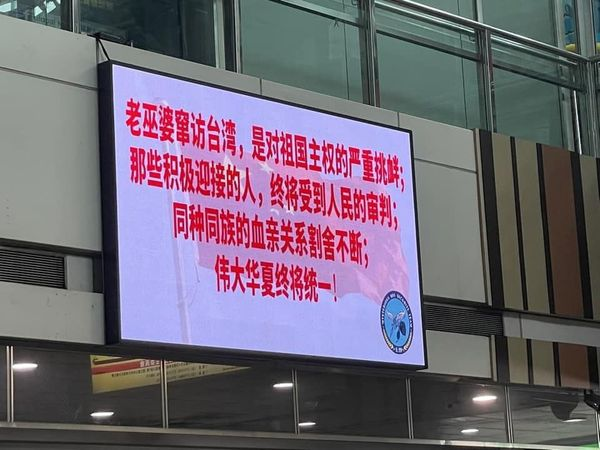 老巫婆窜访台湾，是对祖国主权的严重挑衅；
那些积极迎接的人，终将受到人民的审判；
同种同族的血亲关系割舍不断；
伟大华夏终将统一！